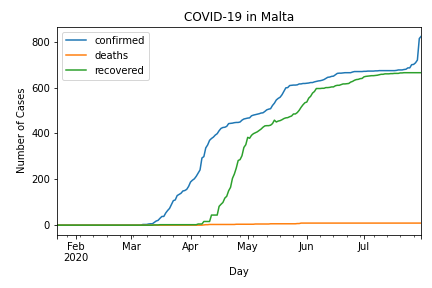 COVID-19 in Malta
confirmed
deaths
recovered
Number of Cases
800
600
400
200
0
Feb Mar Apr May Jun Jul
2020
Day